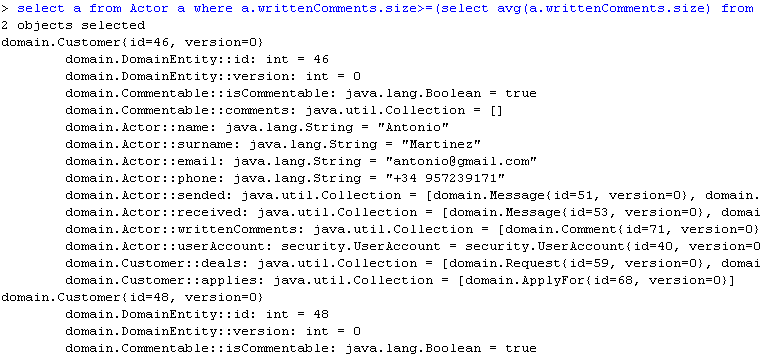 > select a from Actor a where a.writtenComments.size>=(select avg(a.writtenComments.size) from
2 objects selected
domain.Customer{id=46, version=0}
domain.DomainEntity::id: int = 46
domain.DomainEntity::version: int = 0
domain.Commentable::isCommentable: java.lang.Boolean = true
domain.Commentable::comments: java.util.Collection = []
domain.Actor::name: java.lang.String = "Antonio"
domain.Actor::surname: java.lang.String = "Martinez"
domain.Actor::email: java.lang.String = "antonio@gmail.com"
domain.Actor::phone: java.lang.String = "+34 957239171"
domain.Actor::sended: java.util.Collection = [domain.Message{id=51, version=0}, domain.
domain.Actor::received: java.util.Collection = [domain.Message{id=53, version=0}, domai
domain.Actor::writtenComments: java.util.Collection = [domain.Comment{id=71, version=0}
domain.Actor::userAccount: security.UserAccount = security.UserAccount{id=40, version=0
domain.Customer::deals: java.util.Collection = [domain.Request{id=59, version=0}, domai
domain.Customer::applies: java.util.Collection = [domain.ApplyFor{id=68, version=0}]
domain.Customer{id=48, version=0}
domain.DomainEntity::id: int = 48
domain.DomainEntity::version: int = 0
domain.Commentable::isCommentable: java.lang.Boolean = true